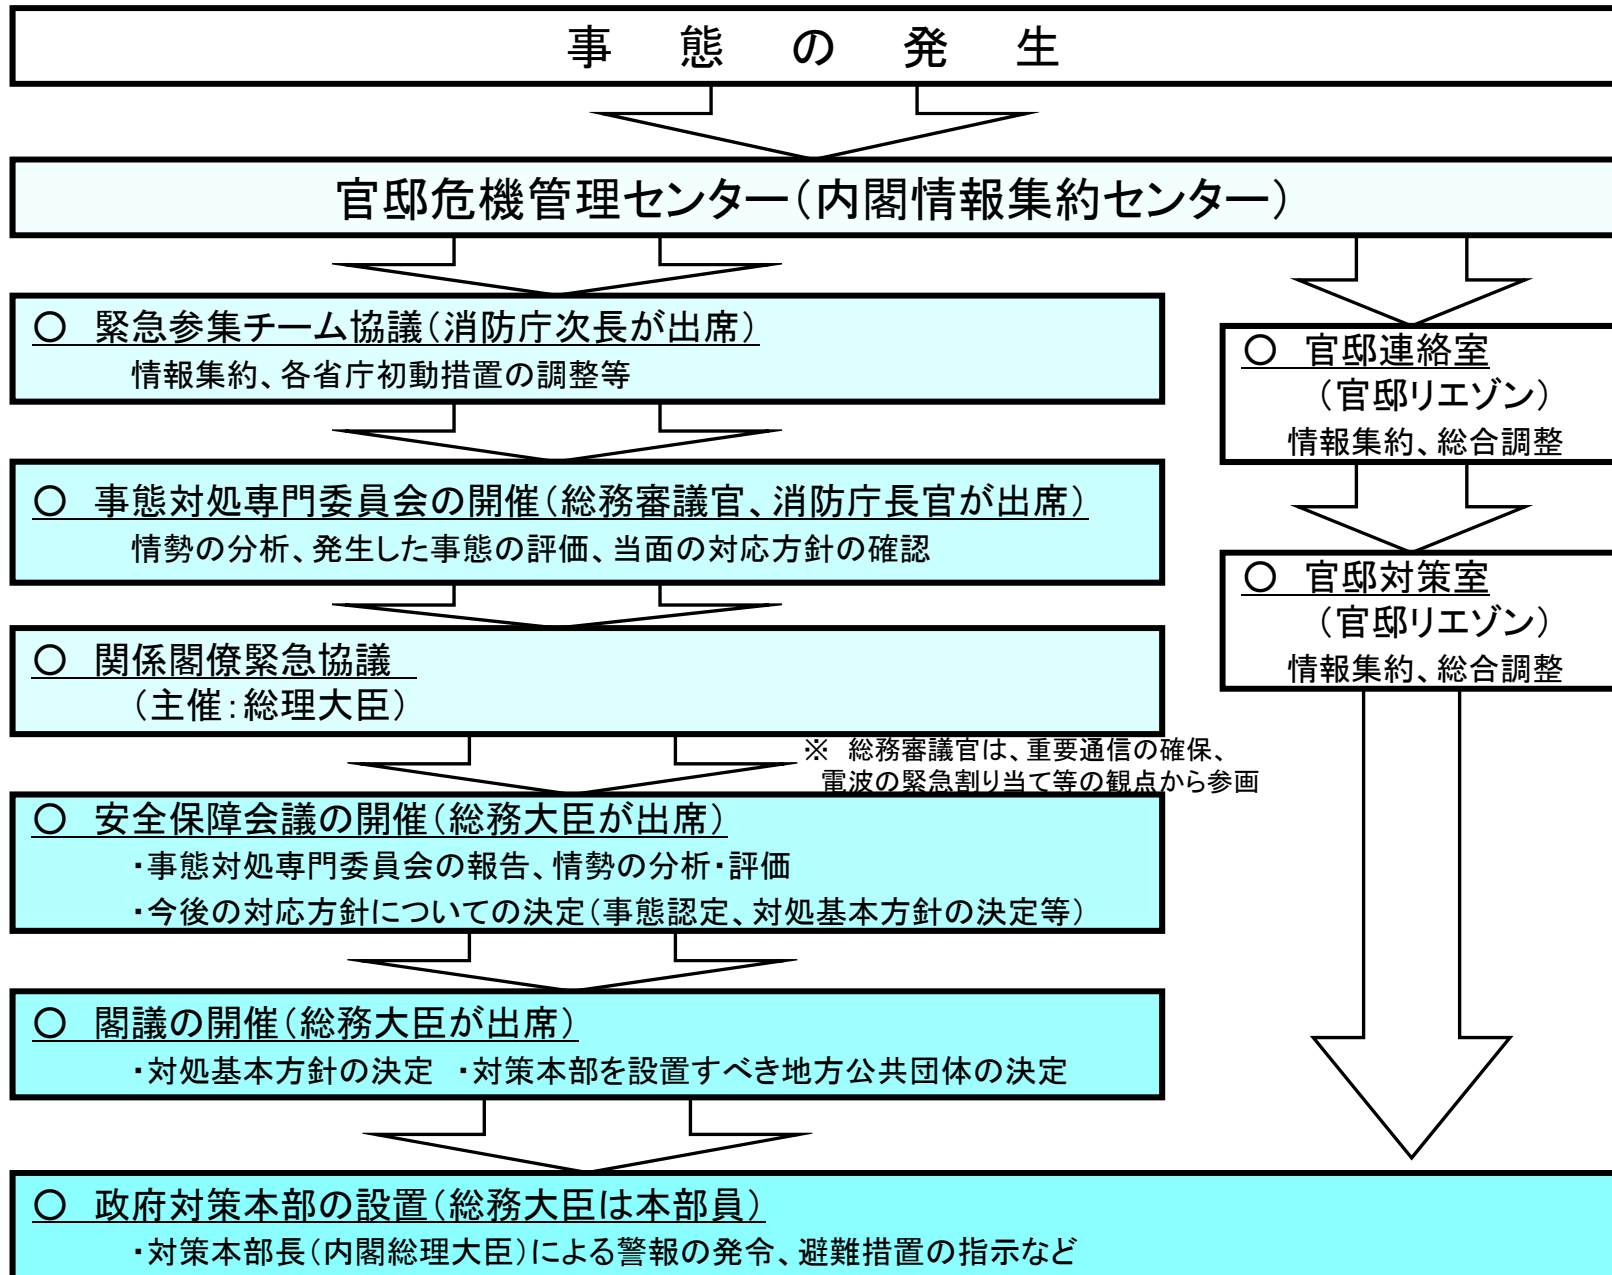 事　態　の　発　生
官邸危機管理センター（内閣情報集約センター）
○　緊急参集チーム協議（消防庁次長が出席）
情報集約、各省庁初動措置の調整等
○　事態対処専門委員会の開催（総務審議官、消防庁長官が出席）
情勢の分析、発生した事態の評価、当面の対応方針の確認
○　関係閣僚緊急協議
（主催：総理大臣）
※　総務審議官は、重要通信の確保、
電波の緊急割り当て等の観点から参画
○　安全保障会議の開催（総務大臣が出席）
・事態対処専門委員会の報告、情勢の分析・評価
・今後の対応方針についての決定（事態認定、対処基本方針の決定等）
○　閣議の開催（総務大臣が出席）
・対処基本方針の決定　・対策本部を設置すべき地方公共団体の決定
○　官邸連絡室
（官邸リエゾン）
情報集約、総合調整
○　官邸対策室
（官邸リエゾン）
情報集約、総合調整
○　政府対策本部の設置（総務大臣は本部員）
・対策本部長（内閣総理大臣）による警報の発令、避難措置の指示など